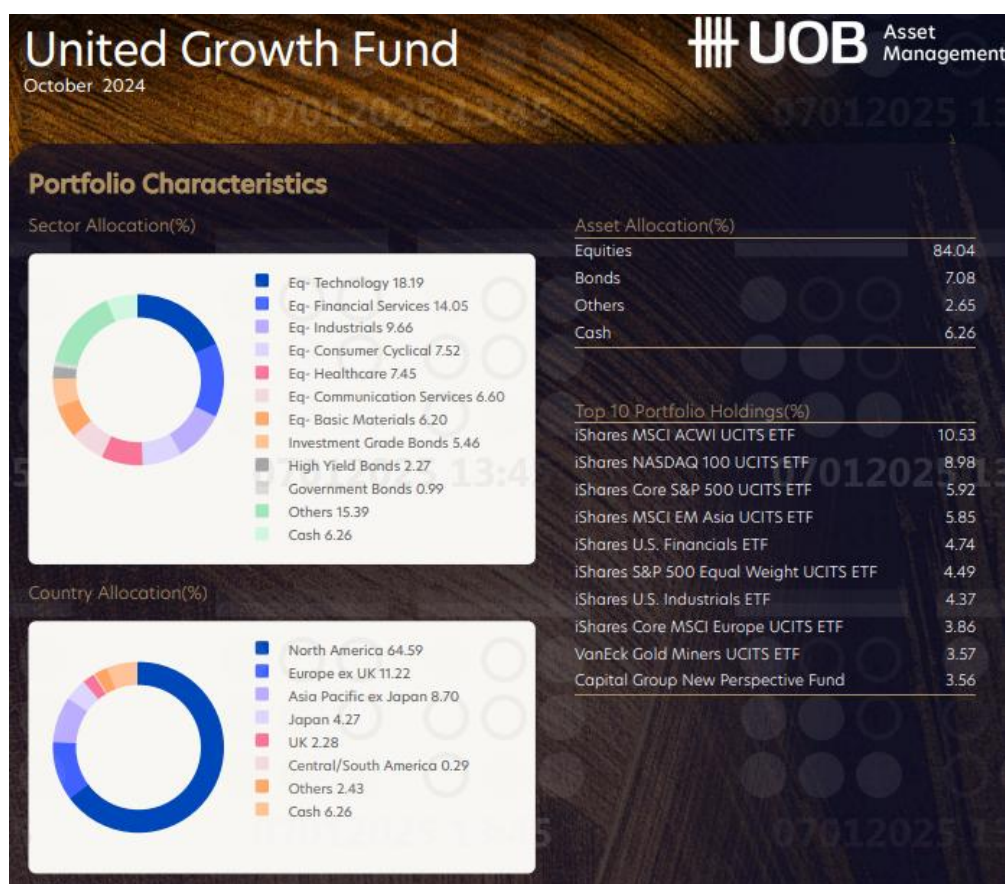 United Growth Fund
October 2024
UOB Asset Management
07012025 13:45
07012025 1
Portfolio Characteristics
Sector Allocation(%)
Eq- Technology 18.19
Eq- Financial Services 14.05
Eq- Industrials 9.66
Eq- Consumer Cyclical 7.52
Eq- Healthcare 7.45
Eq- Communication Services 6.60
Eq- Basic Materials 6.20
Investment Grade Bonds 5.46
High Yield Bonds 2.27
Government Bonds 0.99
Others 15.39
Cash 6.26
Country Allocation(%)
North America 64.59
Europe ex UK 11.22
Asia Pacific ex Japan 8.70
Japan 4.27
UK 2.28
Central/South America 0.29
Others 2.43
Cash 6.26
Asset Allocation(%)
Equities 84.04
Bonds 7.08
Others 2.65
Cash 6.26
Top 10 Portfolio Holdings(%)
iShares MSCI ACWI UCITS ETF 10.53
iShares NASDAQ 100 UCITS ETF 8.98
iShares Core S&P 500 UCITS ETF 5.92
iShares MSCI EM Asia UCITS ETF 5.85
iShares U.S. Financials ETF 4.74
iShares S&P 500 Equal Weight UCITS ETF 4.49
iShares U.S. Industrials ETF 4.37
iShares Core MSCI Europe UCITS ETF 3.86
VanEck Gold Miners UCITS ETF 3.57
Capital Group New Perspective Fund 3.56